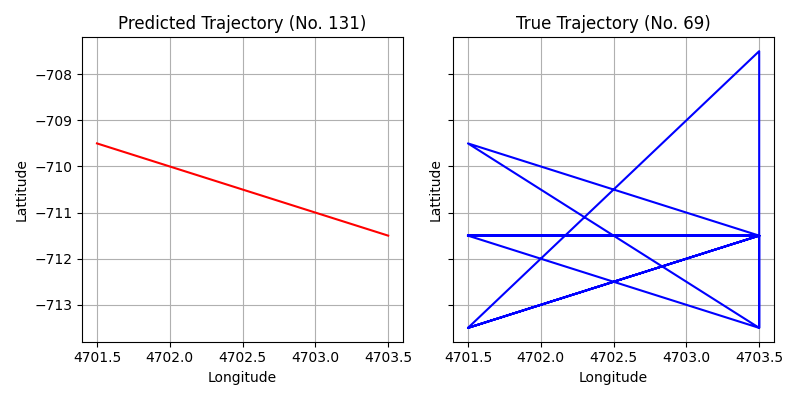 Predicted Trajectory (No. 131)
True Trajectory (No. 69)
Lattitude
−708
−709
−710
−711
−712
−713
Lattitude
4701.5 4702.0 4702.5 4703.0 4703.5
4701.5 4702.0 4702.5 4703.0 4703.5
Longitude
Longitude